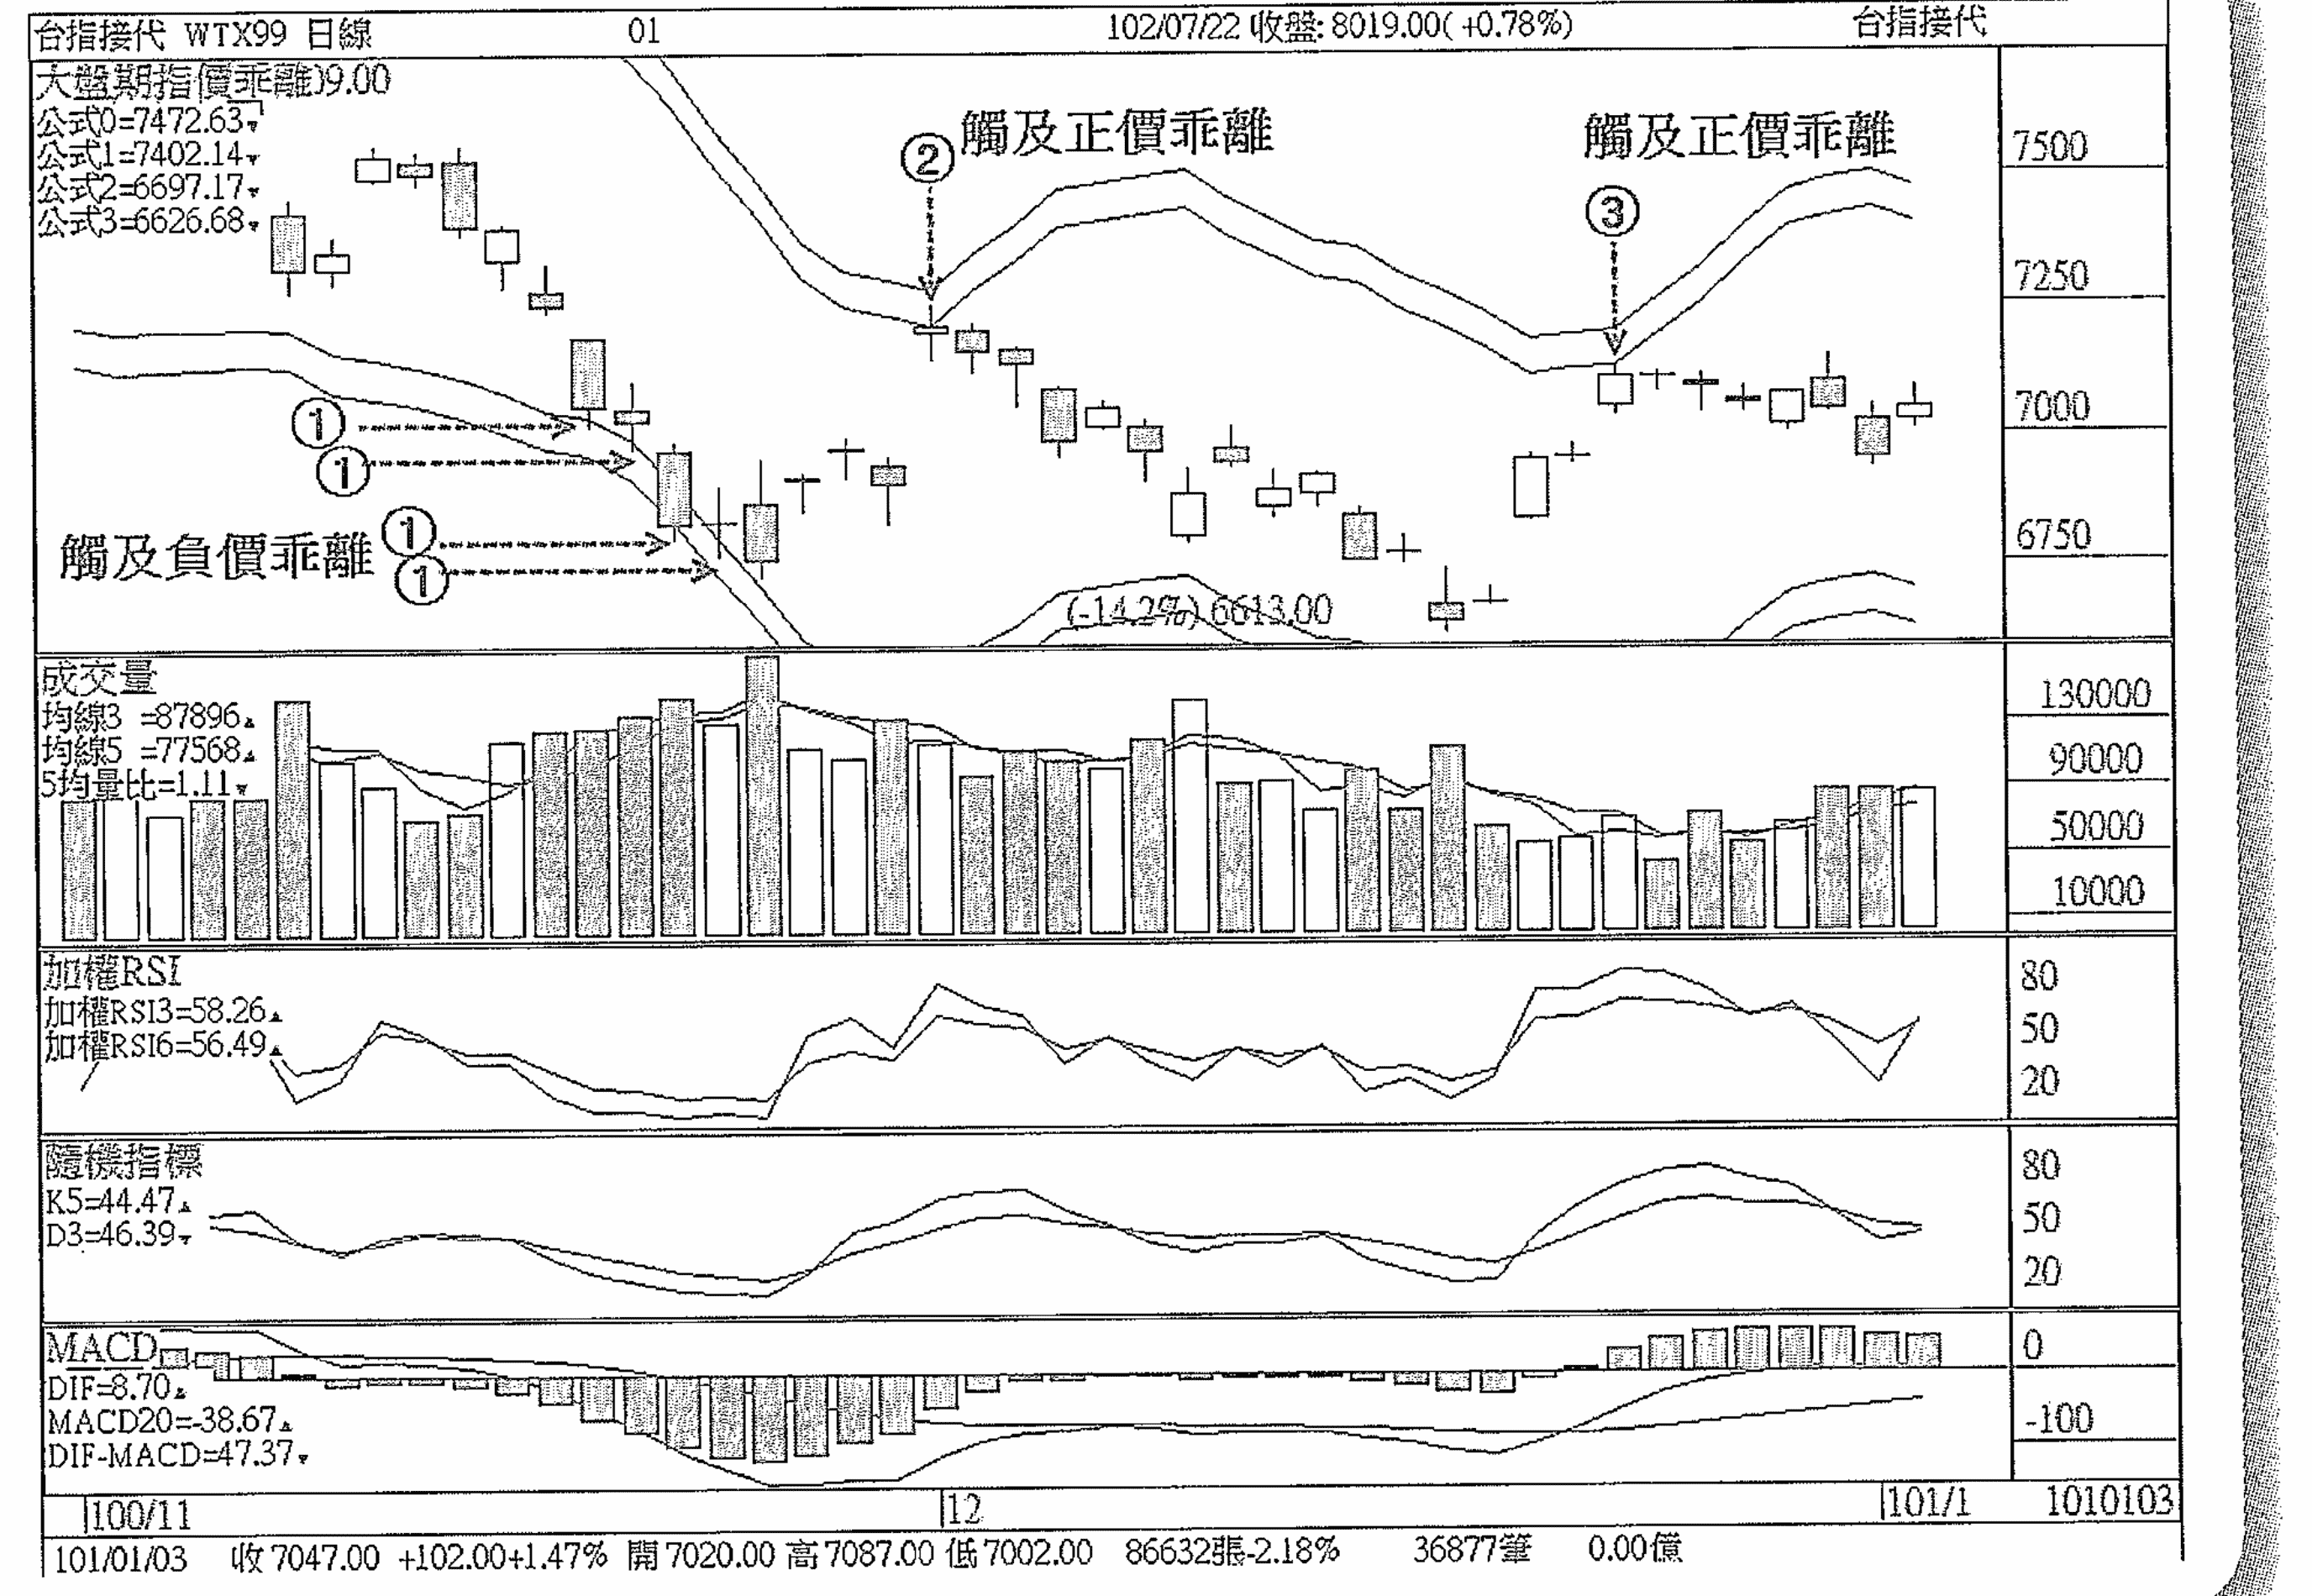 台指接代 WTX99 日線 01 102/07/22 收盤: 8019.00( +0.78%) 台指接代
大盤期指價乖離)9.00
公式0=7472.63▼
公式1=7402.14▼
公式2=6697.17▼
公式3=6626.68▼
② 觸及正價乖離
觸及正價乖離
③
7500
7250
7000
6750
①
①
①
觸及負價乖離
①
(-14.2%) 6613.00
成交量
均線3 =87896▲
均線5 =77568▲
5均量比=1.11▼
130000
90000
50000
10000
加權RSI
加權RSI3=58.26▲
加權RSI6=56.49▲
80
50
20
隨機指標
K5=44.47▲
D3=46.39▼
80
50
20
MACD
DIF=8.70▲
MACD20=-38.67▲
DIF-MACD=47.37▼
0
-100
100/11 12 101/1 1010103
101/01/03 收 7047.00 +102.00+1.47% 開 7020.00 高 7087.00 低 7002.00 86632張-2.18% 36877筆 0.00億